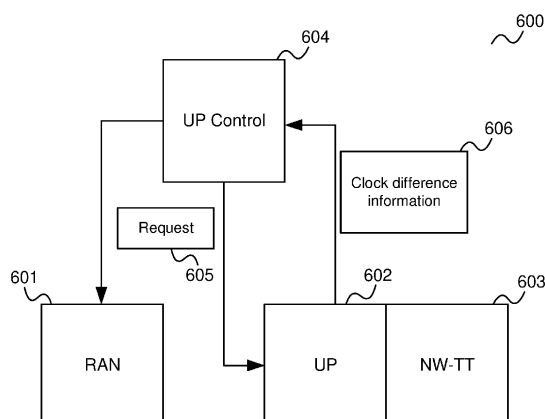 600
604
UP Control
606
Clock difference
information
Request
605
601
602
603
RAN
UP
NW-TT